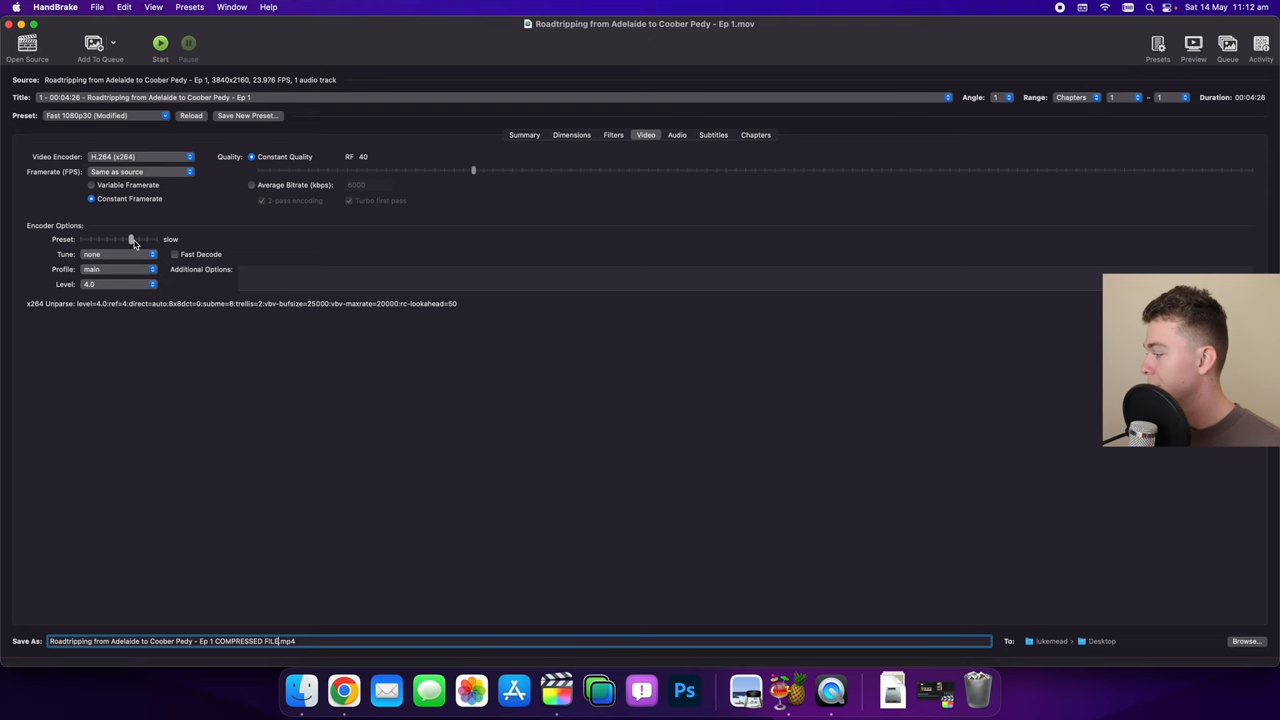 HandBrake File Edit View Presets Window Help Sat 14 May 11:12 am
Roadtripping from Adelaide to Coober Pedy - Ep 1.mov
Open Source Add To Queue Start Pause Presets Preview Queue Activity
Source: Roadtripping from Adelaide to Coober Pedy - Ep 1, 3840x2160, 23.976 FPS, 1 audio track
Title: 1 - 00:04:26 - Roadtripping from Adelaide to Coober Pedy - Ep 1 Angle: 1 Range: Chapters 1 – 1 Duration: 00:04:26
Preset: Fast 1080p30 (Modified) Reload Save New Preset...
Summary Dimensions Filters Video Audio Subtitles Chapters
Video Encoder: H.264 (x264) Quality: Constant Quality RF 40
Framerate (FPS): Same as source
Variable Framerate Average Bitrate (kbps): 6000
Constant Framerate 2-pass encoding Turbo first pass
Encoder Options:
Preset: slow
Tune: none Fast Decode
Profile: main Additional Options:
Level: 4.0
x264 Unparse: level=4.0:ref=4:direct=auto:8x8dct=0:subme=8:trellis=2:vbv-bufsize=25000:vbv-maxrate=20000:rc-lookahead=50
Save As: Roadtripping from Adelaide to Coober Pedy - Ep 1 COMPRESSED FILE.mp4 To: lukemead › Desktop Browse...
Ps